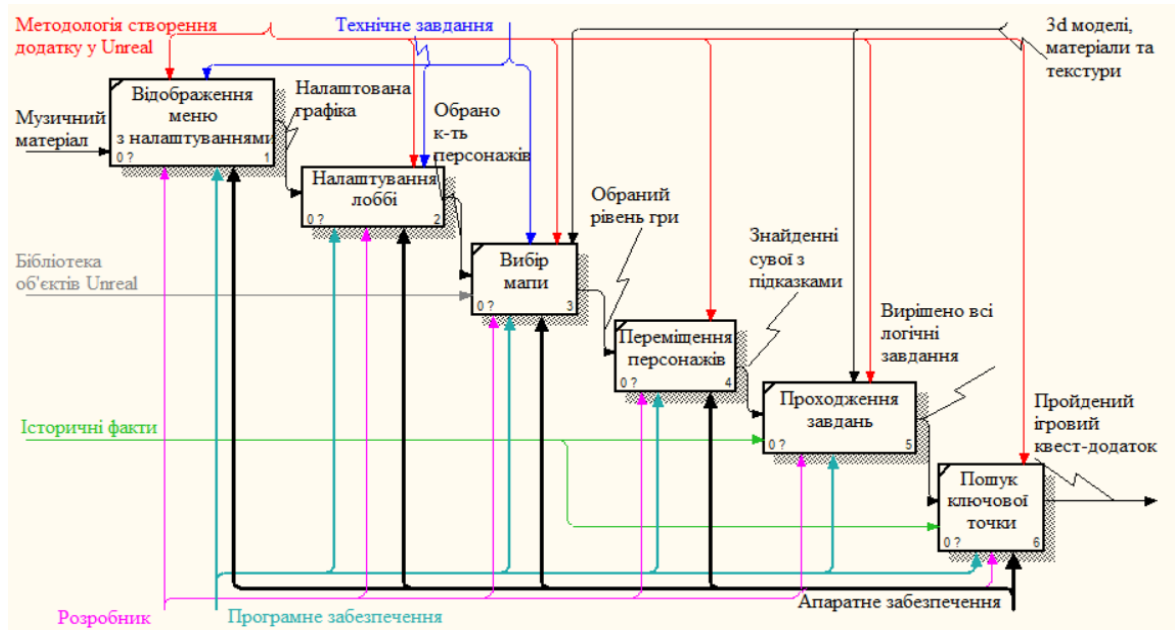 Методологія створення
додатку у Unreal
Технічне завдання
3d моделі,
матеріали та
текстури
Відображення
меню
з налаштуваннями
0 ?
1
Налаштована
графіка
Музичний
матеріал
Обрано
к-ть
персонажів
Налаштування
лоббі
0 ?
2
Обраний
рівень гри
Бібліотека
об'єктів Unreal
Вибір
мапи
0 ?
3
Знайденні
сувої з
підказками
Переміщення
персонажів
0 ?
4
Вирішено всі
логічні
завдання
Проходження
завдань
0 ?
5
Історичні факти
Пройдений
ігровий
квест-додаток
Пошук
ключової
точки
0 ?
6
Розробник
Програмне забезпечення
Апаратне забезпечення